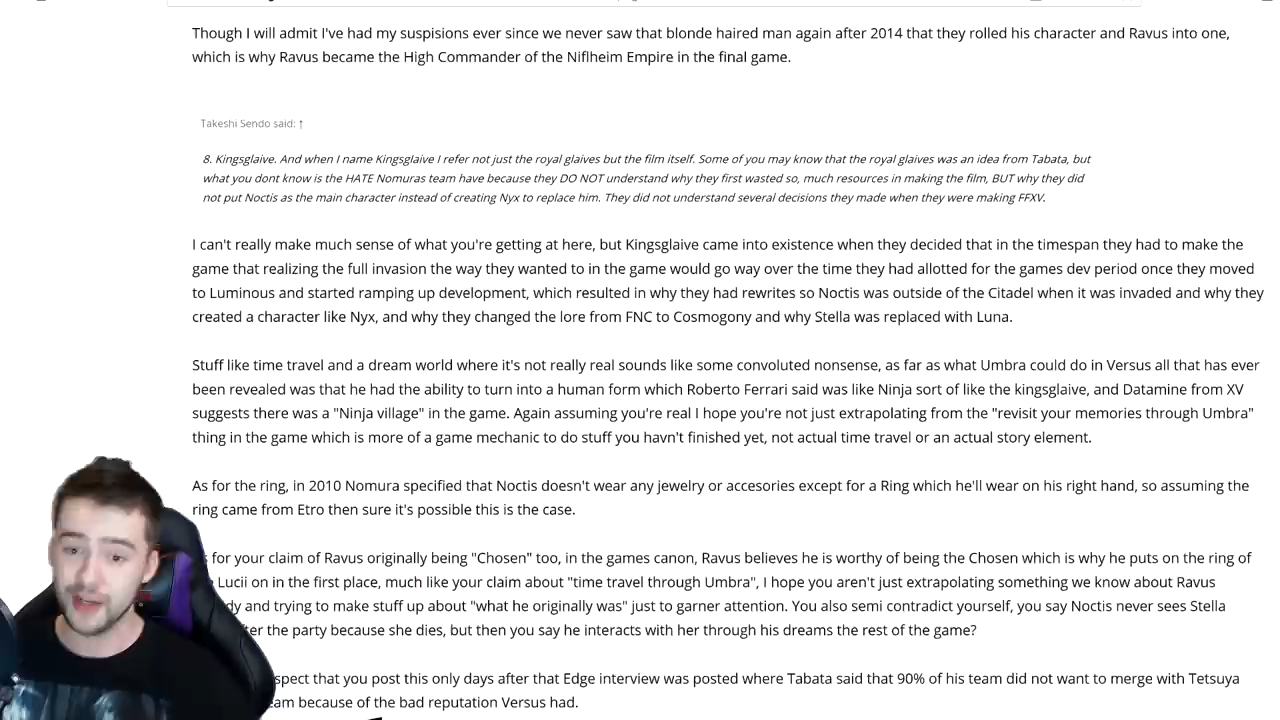 Though I will admit I've had my suspisions ever since we never saw that blonde haired man again after 2014 that they rolled his character and Ravus into one,
which is why Ravus became the High Commander of the Niflheim Empire in the final game.
Takeshi Sendo said: ↑
8. Kingsglaive. And when I name Kingsglaive I refer not just the royal glaives but the film itself. Some of you may know that the royal glaives was an idea from Tabata, but
what you dont know is the HATE Nomuras team have because they DO NOT understand why they first wasted so, much resources in making the film, BUT why they did
not put Noctis as the main character instead of creating Nyx to replace him. They did not understand several decisions they made when they were making FFXV.
I can't really make much sense of what you're getting at here, but Kingsglaive came into existence when they decided that in the timespan they had to make the
game that realizing the full invasion the way they wanted to in the game would go way over the time they had allotted for the games dev period once they moved
to Luminous and started ramping up development, which resulted in why they had rewrites so Noctis was outside of the Citadel when it was invaded and why they
created a character like Nyx, and why they changed the lore from FNC to Cosmogony and why Stella was replaced with Luna.
Stuff like time travel and a dream world where it's not really real sounds like some convoluted nonsense, as far as what Umbra could do in Versus all that has ever
been revealed was that he had the ability to turn into a human form which Roberto Ferrari said was like Ninja sort of like the kingsglaive, and Datamine from XV
suggests there was a "Ninja village" in the game. Again assuming you're real I hope you're not just extrapolating from the "revisit your memories through Umbra"
thing in the game which is more of a game mechanic to do stuff you havn't finished yet, not actual time travel or an actual story element.
As for the ring, in 2010 Nomura specified that Noctis doesn't wear any jewelry or accesories except for a Ring which he'll wear on his right hand, so assuming the
ring came from Etro then sure it's possible this is the case.
for your claim of Ravus originally being "Chosen" too, in the games canon, Ravus believes he is worthy of being the Chosen which is why he puts on the ring of
Lucii on in the first place, much like your claim about "time travel through Umbra", I hope you aren't just extrapolating something we know about Ravus
and trying to make stuff up about "what he originally was" just to garner attention. You also semi contradict yourself, you say Noctis never sees Stella
the party because she dies, but then you say he interacts with her through his dreams the rest of the game?
that you post this only days after that Edge interview was posted where Tabata said that 90% of his team did not want to merge with Tetsuya
because of the bad reputation Versus had.